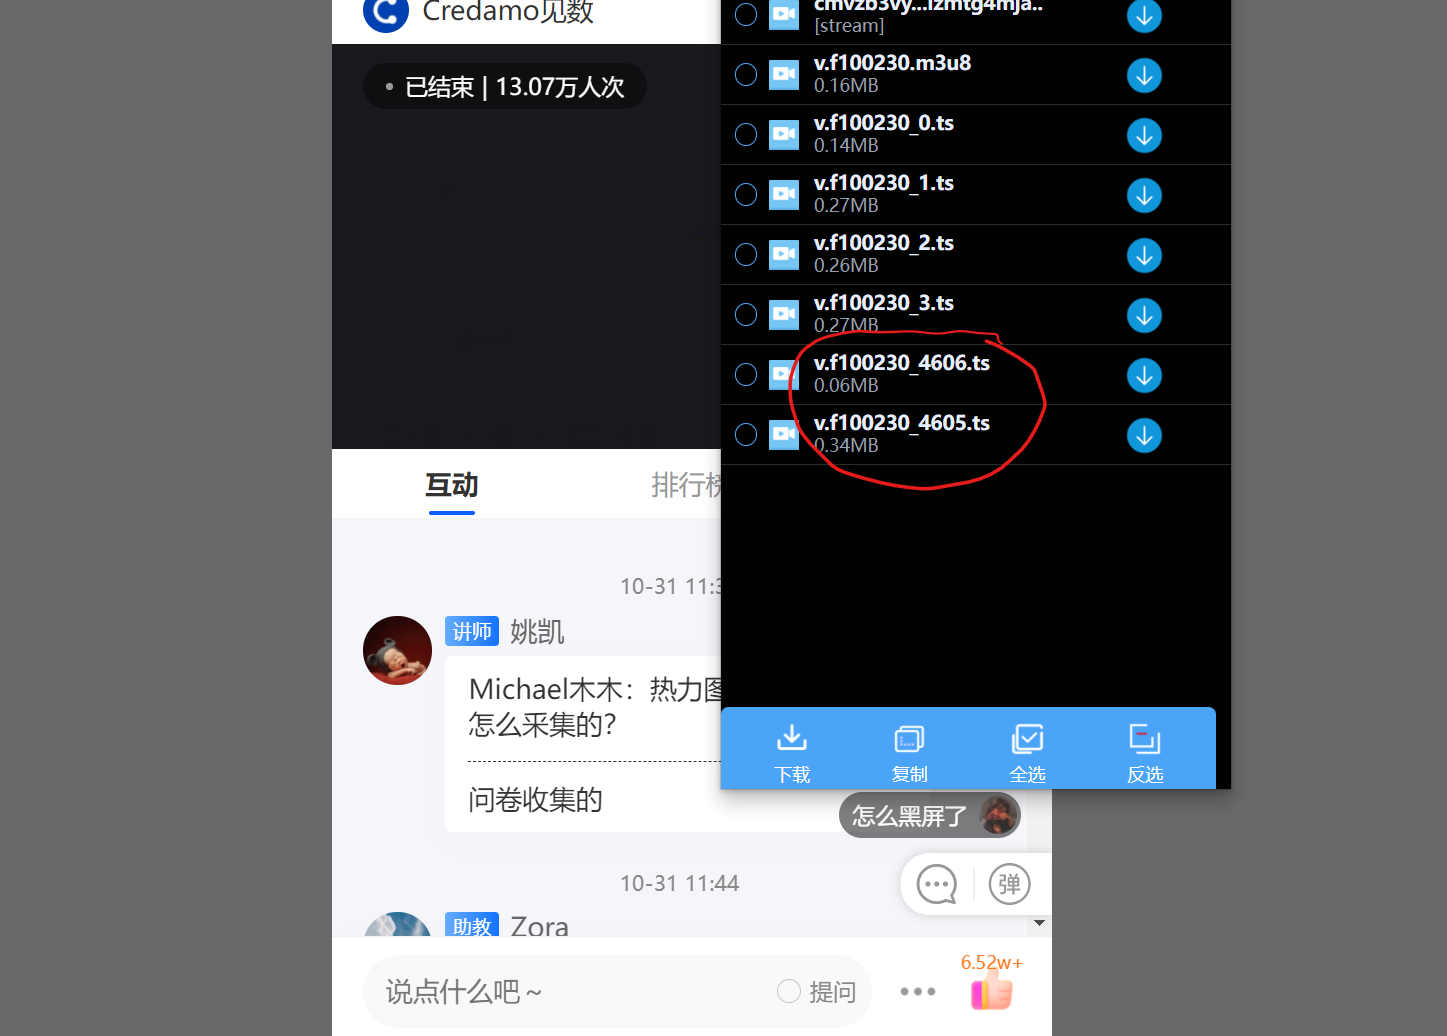 Credamo见数
已结束 | 13.07万人次
cmvzb3vy...izmtg4mja..
[stream]
v.f100230.m3u8
0.16MB
v.f100230_0.ts
0.14MB
v.f100230_1.ts
0.27MB
v.f100230_2.ts
0.26MB
v.f100230_3.ts
0.27MB
v.f100230_4606.ts
0.06MB
v.f100230_4605.ts
0.34MB
下载
复制
全选
反选
互动
排行榜
10-31 11:3
讲师 姚凯
Michael木木：热力图
怎么采集的？
问卷收集的
怎么黑屏了
10-31 11:44
弹
助教 Zora
6.52w+
说点什么吧～
提问